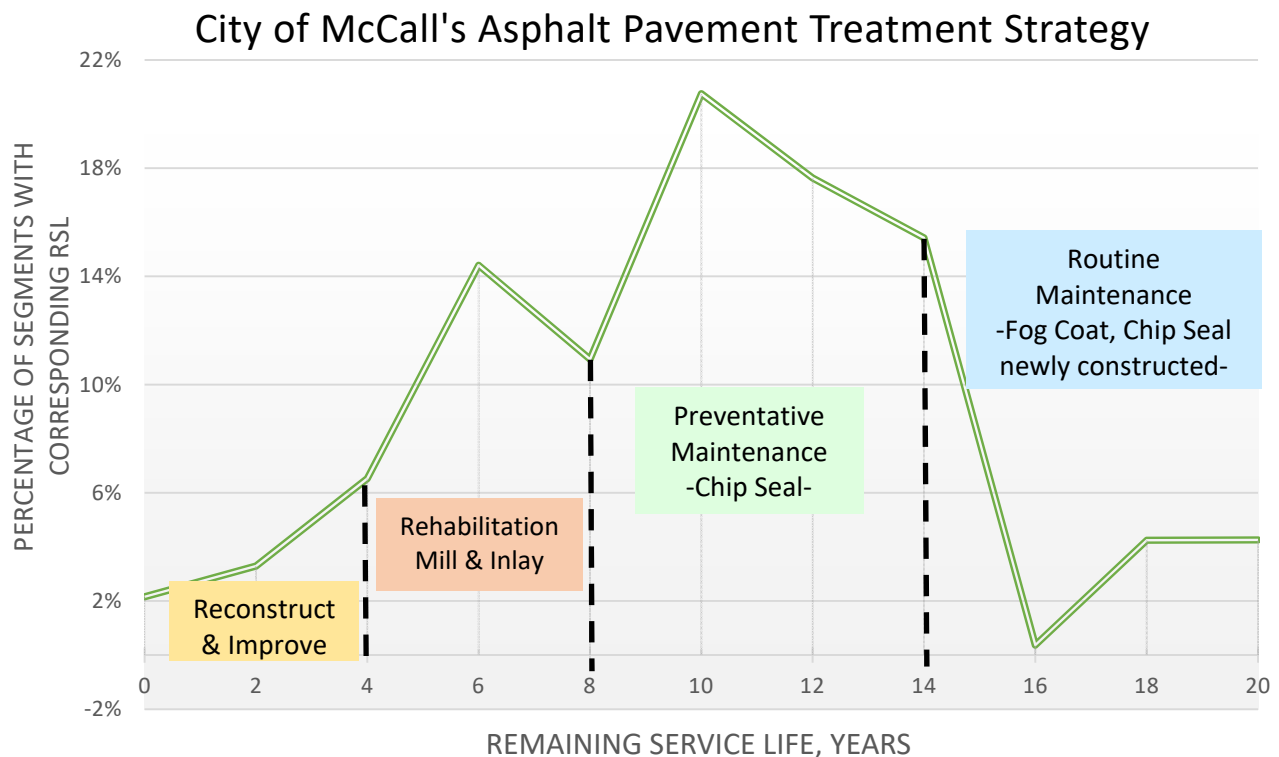 City of McCall's Asphalt Pavement Treatment Strategy
PERCENTAGE OF SEGMENTS WITH
CORRESPONDING RSL
22%
18%
14%
10%
6%
2%
-2%
Reconstruct
& Improve
Rehabilitation
Mill & Inlay
Preventative
Maintenance
-Chip Seal-
Routine
Maintenance
-Fog Coat, Chip Seal
newly constructed-
0 2 4 6 8 10 12 14 16 18 20
REMAINING SERVICE LIFE, YEARS